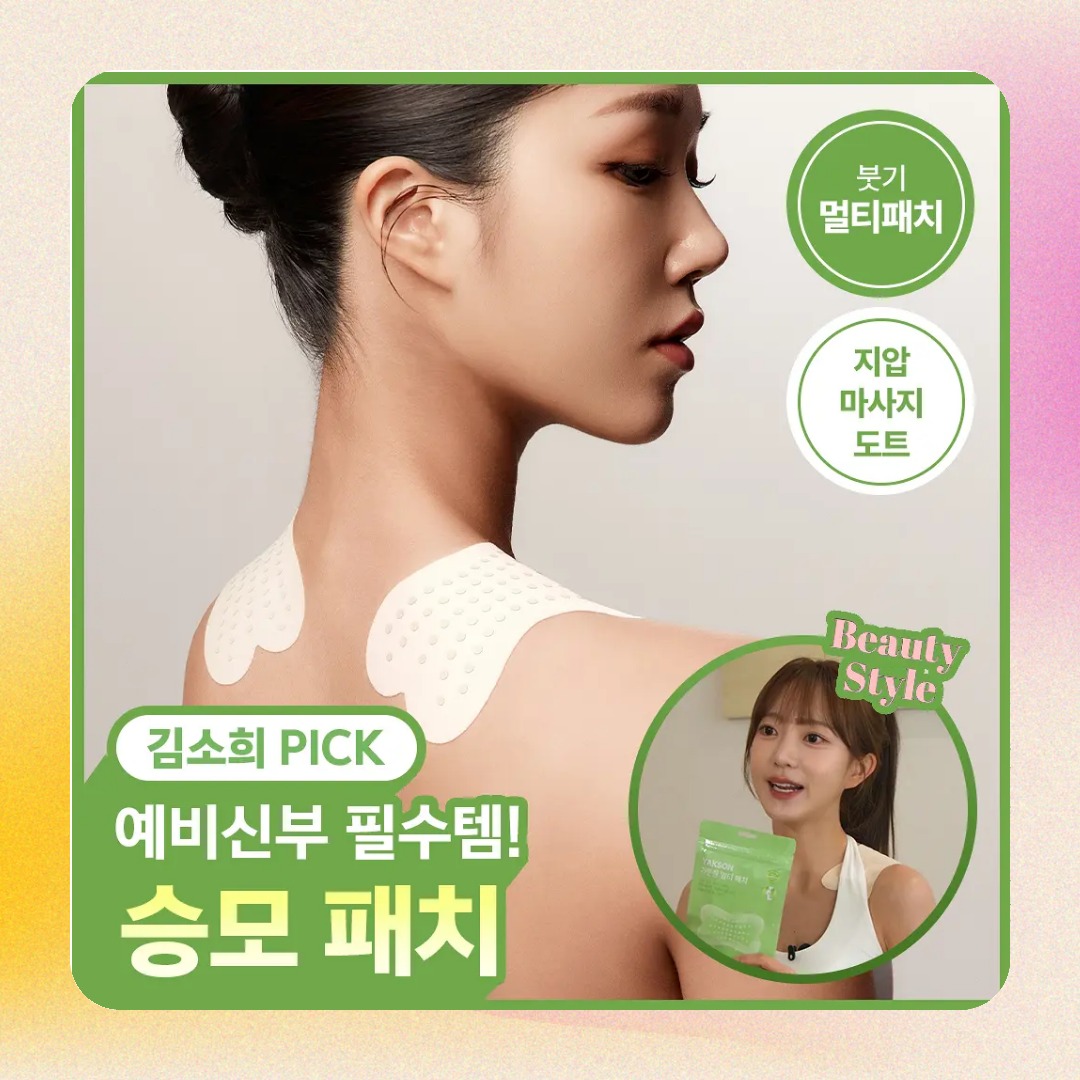 붓기
멀티패치
지압
마사지
도트
Beauty
Style
김소희 PICK
예비신부 필수템!
승모 패치
YAKSON